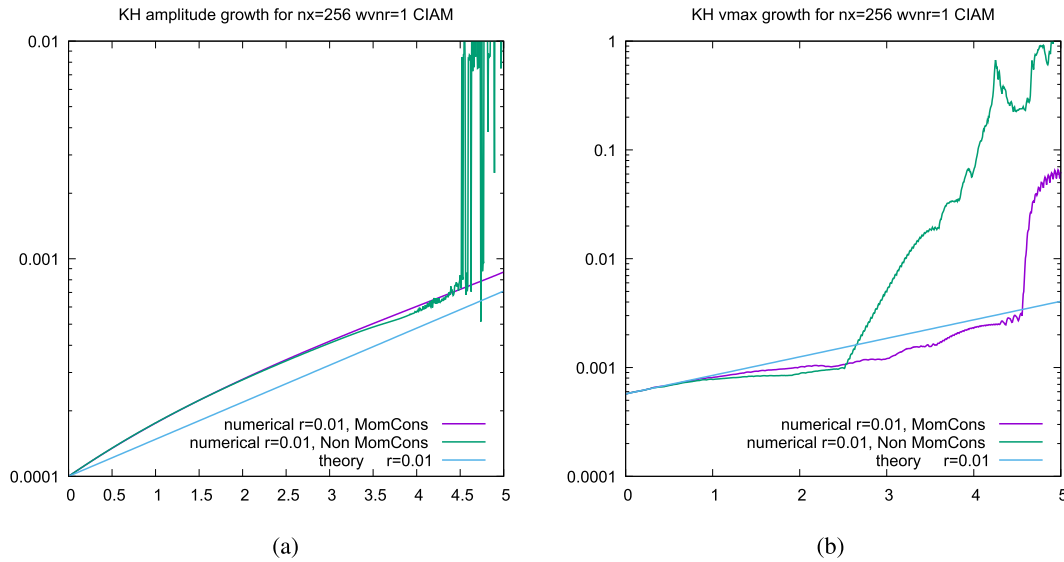 KH amplitude growth for nx=256 wvnr=1 CIAM
0.01
0.001
0.0001
numerical r=0.01, MomCons
numerical r=0.01, Non MomCons
theory r=0.01
0 0.5 1 1.5 2 2.5 3 3.5 4 4.5 5
(a)
KH vmax growth for nx=256 wvnr=1 CIAM
1
0.1
0.01
0.001
0.0001
numerical r=0.01, MomCons
numerical r=0.01, Non MomCons
theory r=0.01
0 1 2 3 4 5
(b)